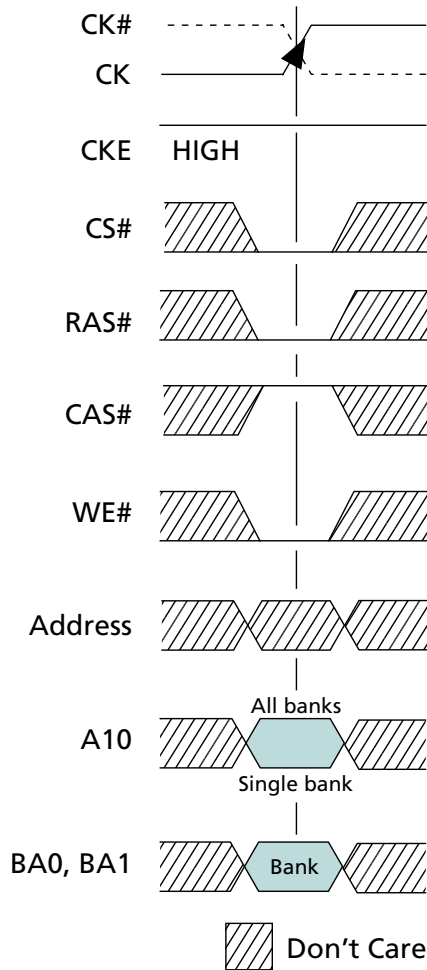 CK#
CK
CKE HIGH
CS#
RAS#
CAS#
WE#
Address
All banks
A10
Single bank
BA0, BA1 Bank
Don't Care